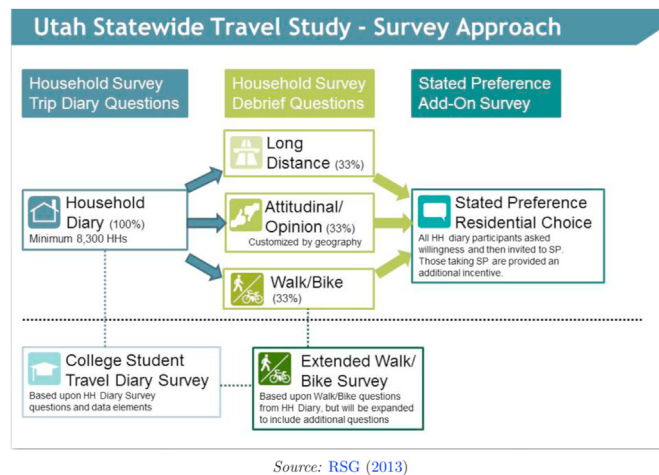 Utah Statewide Travel Study - Survey Approach
Household Survey
Trip Diary Questions
Household Survey
Debrief Questions
Stated Preference
Add-On Survey
Long
Distance (33%)
Household
Diary (100%)
Minimum 8,300 HHs
Attitudinal/
Opinion (33%)
Customized by geography
Stated Preference
Residential Choice
All HH diary participants asked
willingness and then invited to SP.
Those taking SP are provided an
additional incentive.
Walk/Bike
(33%)
College Student
Travel Diary Survey
Based upon HH Diary Survey
questions and data elements
Extended Walk/
Bike Survey
Based upon Walk/Bike questions
from HH Diary, but will be expanded
to include additional questions
Source: RSG (2013)